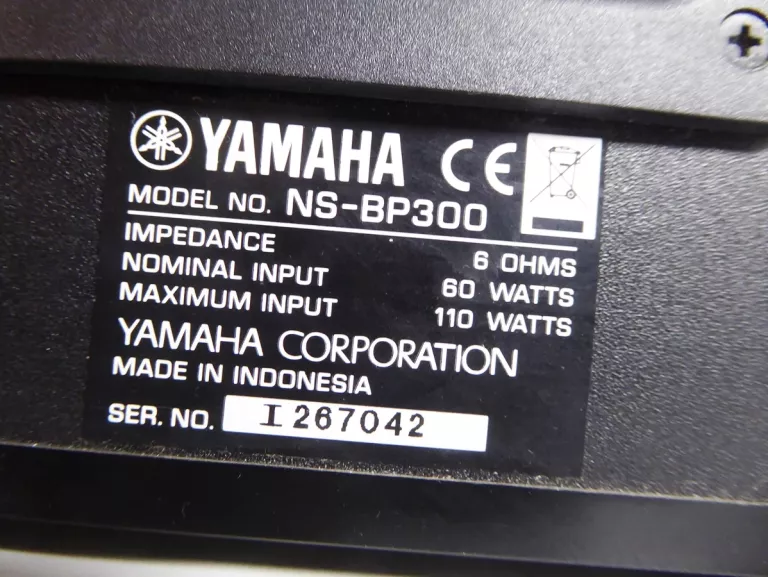 YAMAHA CE
MODEL NO. NS-BP300
IMPEDANCE 6 OHMS
NOMINAL INPUT 60 WATTS
MAXIMUM INPUT 110 WATTS
YAMAHA CORPORATION
MADE IN INDONESIA
SER. NO. I 267042